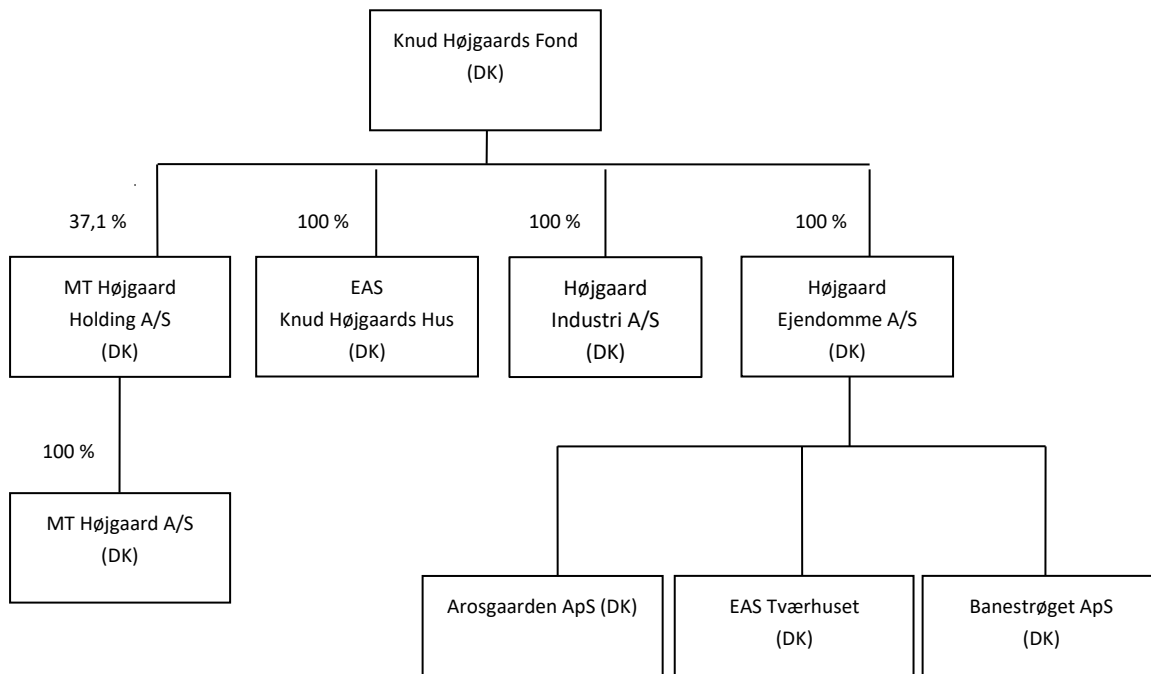 Knud Højgaards Fond
(DK)
37,1 %
100 %
100 %
100 %
MT Højgaard
Holding A/S
(DK)
EAS
Knud Højgaards Hus
(DK)
Højgaard
Industri A/S
(DK)
Højgaard
Ejendomme A/S
(DK)
100 %
MT Højgaard A/S
(DK)
Arosgaarden ApS (DK)
EAS Tværhuset
(DK)
Banestrøget ApS
(DK)